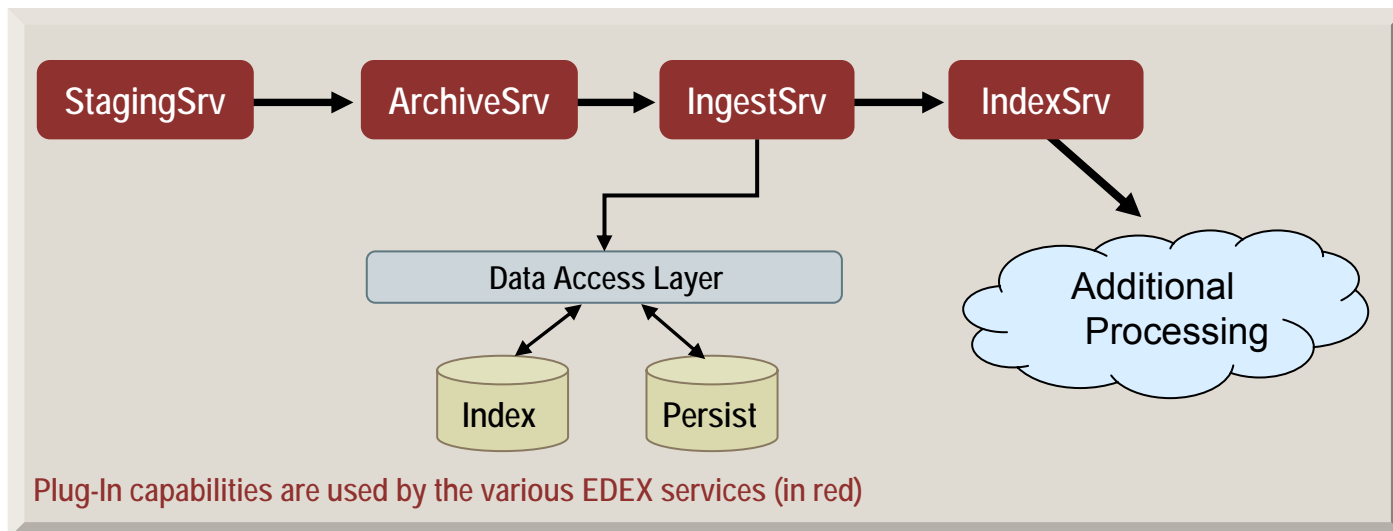 StagingSrv
ArchiveSrv
IngestSrv
IndexSrv
Data Access Layer
Additional
Processing
Index
Persist
Plug-In capabilities are used by the various EDEX services (in red)